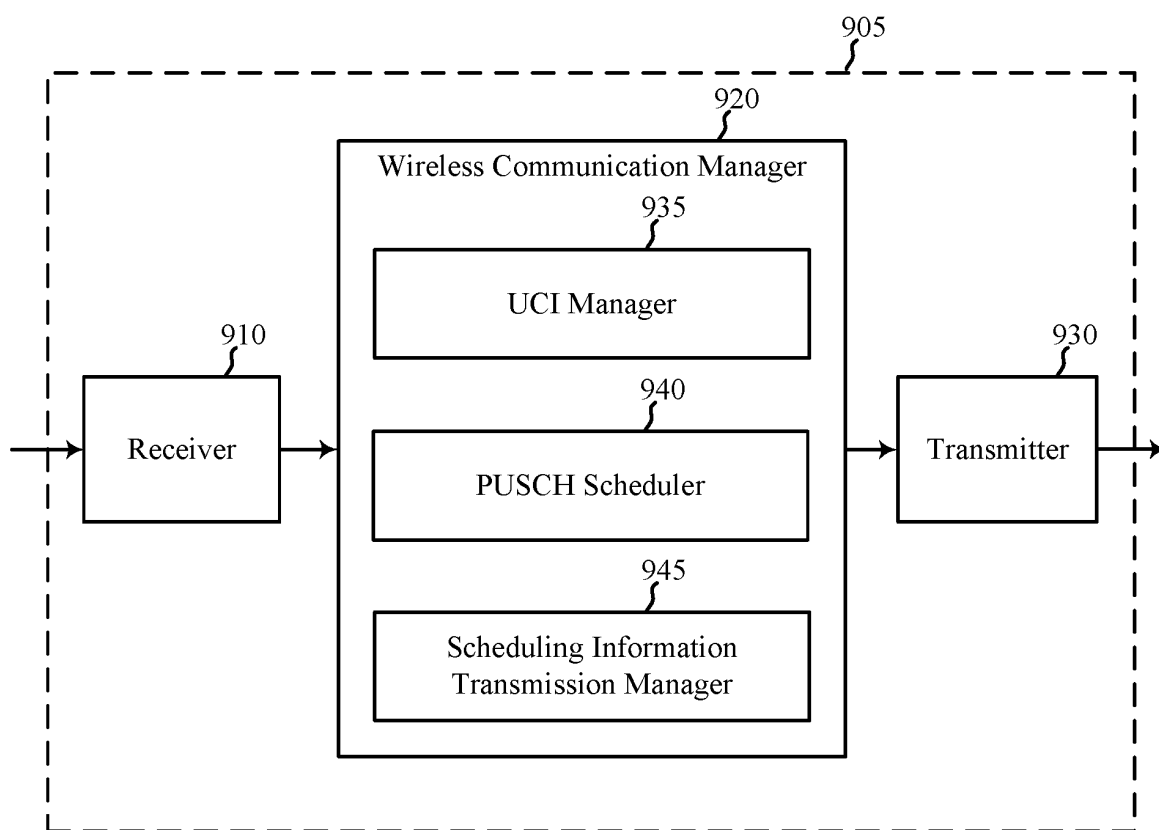 905
920
Wireless Communication Manager
935
UCI Manager
910
Receiver
940
PUSCH Scheduler
930
Transmitter
945
Scheduling Information
Transmission Manager